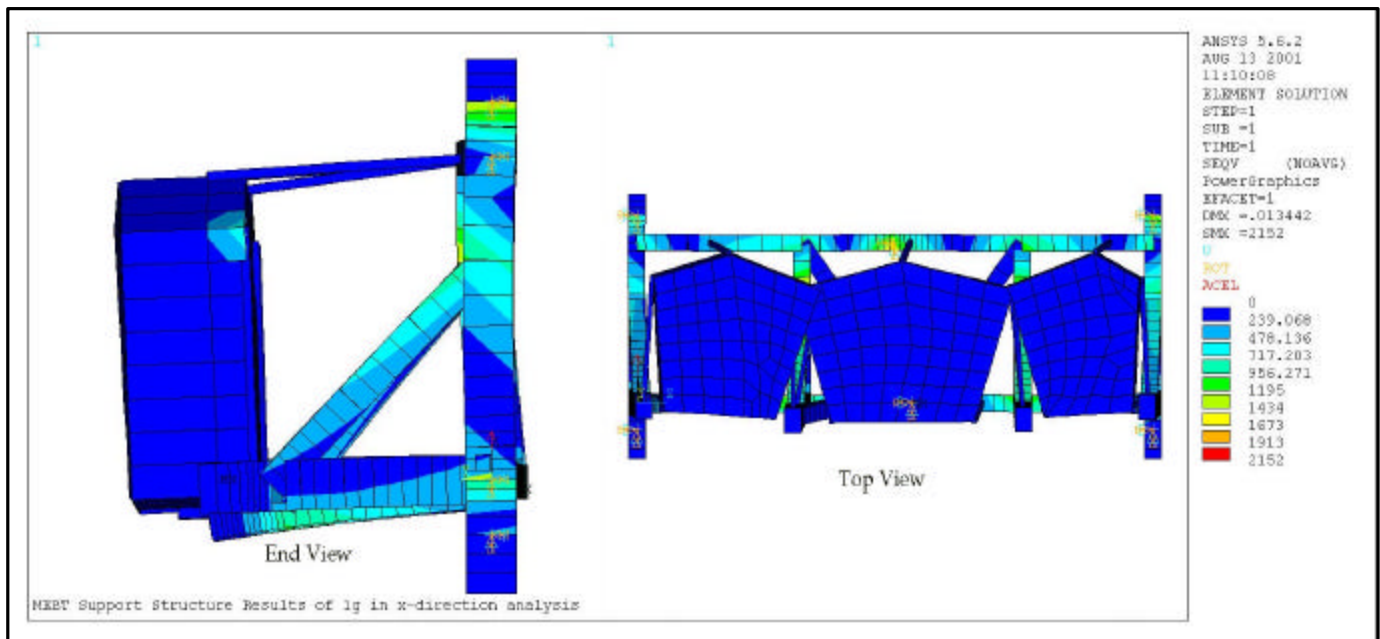 1
1
ANSYS 5.6.2
AUG 13 2001
11:10:08
ELEMENT SOLUTION
STEP=1
SUB =1
TIME=1
SEQV (NOAVG)
PowerGraphics
EFACET=1
DMX =.013442
SMX =2152
U
ROT
ACEL
0
239.068
478.136
717.203
956.271
1195
1434
1673
1913
2152
Top View
End View
MEBT Support Structure Results of 1g in x-direction analysis